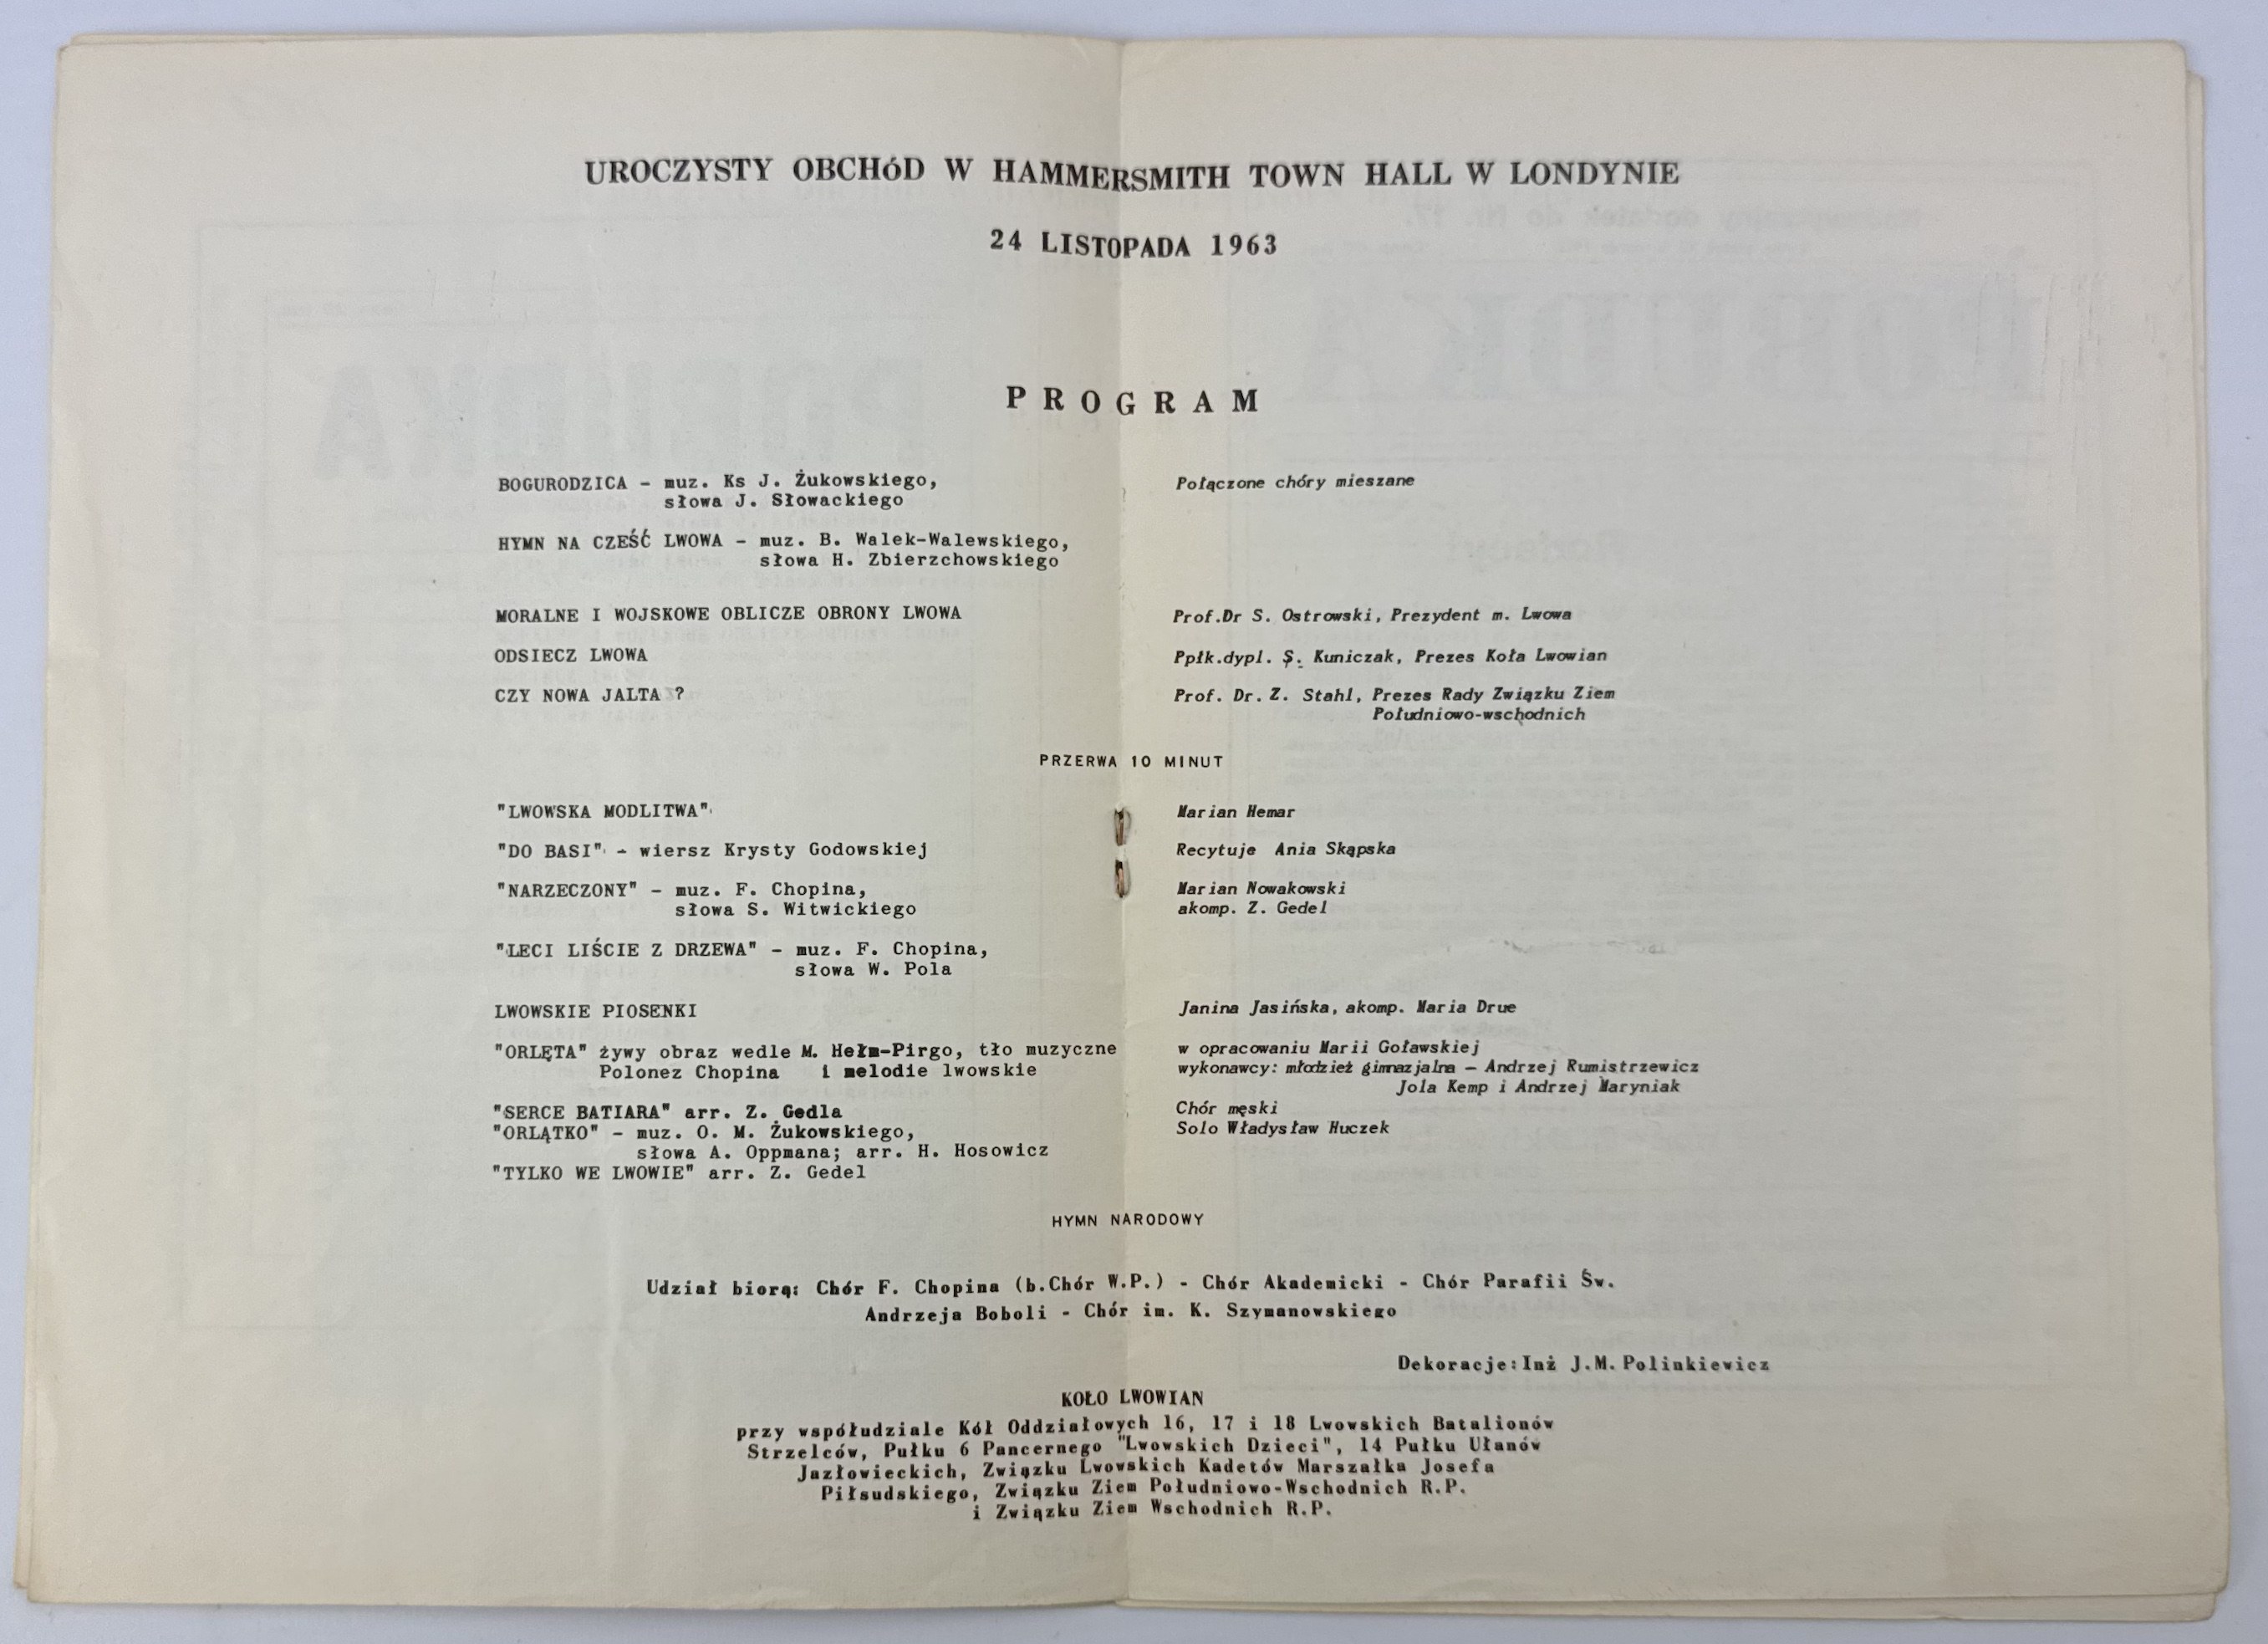 UROCZYSTY OBCHóD W HAMMERSMITH TOWN HALL W LONDYNIE
24 LISTOPADA 1963
PROGRAM
BOGURODZICA - muz. Ks J. Żukowskiego, Połączone chóry mieszane
słowa J. Słowackiego
HYMN NA CZEŚĆ LWOWA - muz. B. Walek-Walewskiego,
słowa H. Zbierzchowskiego
MORALNE I WOJSKOWE OBLICZE OBRONY LWOWA Prof.Dr S. Ostrowski, Prezydent m. Lwowa
ODSIECZ LWOWA Ppłk.dypl. S. Kuniczak, Prezes Koła Lwowian
CZY NOWA JALTA ? Prof. Dr. Z. Stahl, Prezes Rady Związku Ziem
Południowo-wschodnich
PRZERWA 10 MINUT
"LWOWSKA MODLITWA" Marian Hemar
"DO BASI" - wiersz Krysty Godowskiej Recytuje Ania Skąpska
"NARZECZONY" - muz. F. Chopina, Marian Nowakowski
słowa S. Witwickiego akomp. Z. Gedel
"LECI LIŚCIE Z DRZEWA" - muz. F. Chopina,
słowa W. Pola
LWOWSKIE PIOSENKI Janina Jasińska, akomp. Maria Drue
"ORLĘTA" żywy obraz wedle M. Hełm-Pirgo, tło muzyczne w opracowaniu Marii Goławskiej
Polonez Chopina i melodie lwowskie wykonawcy: młodzież gimnazjalna - Andrzej Rumistrzewicz
Jola Kemp i Andrzej Maryniak
"SERCE BATIARA" arr. Z. Gedla Chór męski
"ORLĄTKO" - muz. O. M. Żukowskiego, Solo Władysław Huczek
słowa A. Oppmana; arr. H. Hosowicz
"TYLKO WE LWOWIE" arr. Z. Gedel
HYMN NARODOWY
Udział biorą: Chór F. Chopina (b.Chór W.P.) - Chór Akademicki - Chór Parafii Św.
Andrzeja Boboli - Chór im. K. Szymanowskiego
Dekoracje:Inż J.M.Polinkiewicz
KOŁO LWOWIAN
przy współudziale Kół Oddziałowych 16, 17 i 18 Lwowskich Batalionów
Strzelców, Pułku 6 Pancernego "Lwowskich Dzieci", 14 Pułku Ułanów
Jazłowieckich, Związku Lwowskich Kadetów Marszałka Josefa
Piłsudskiego, Związku Ziem Południowo-Wschodnich R.P.
i Związku Ziem Wschodnich R.P.